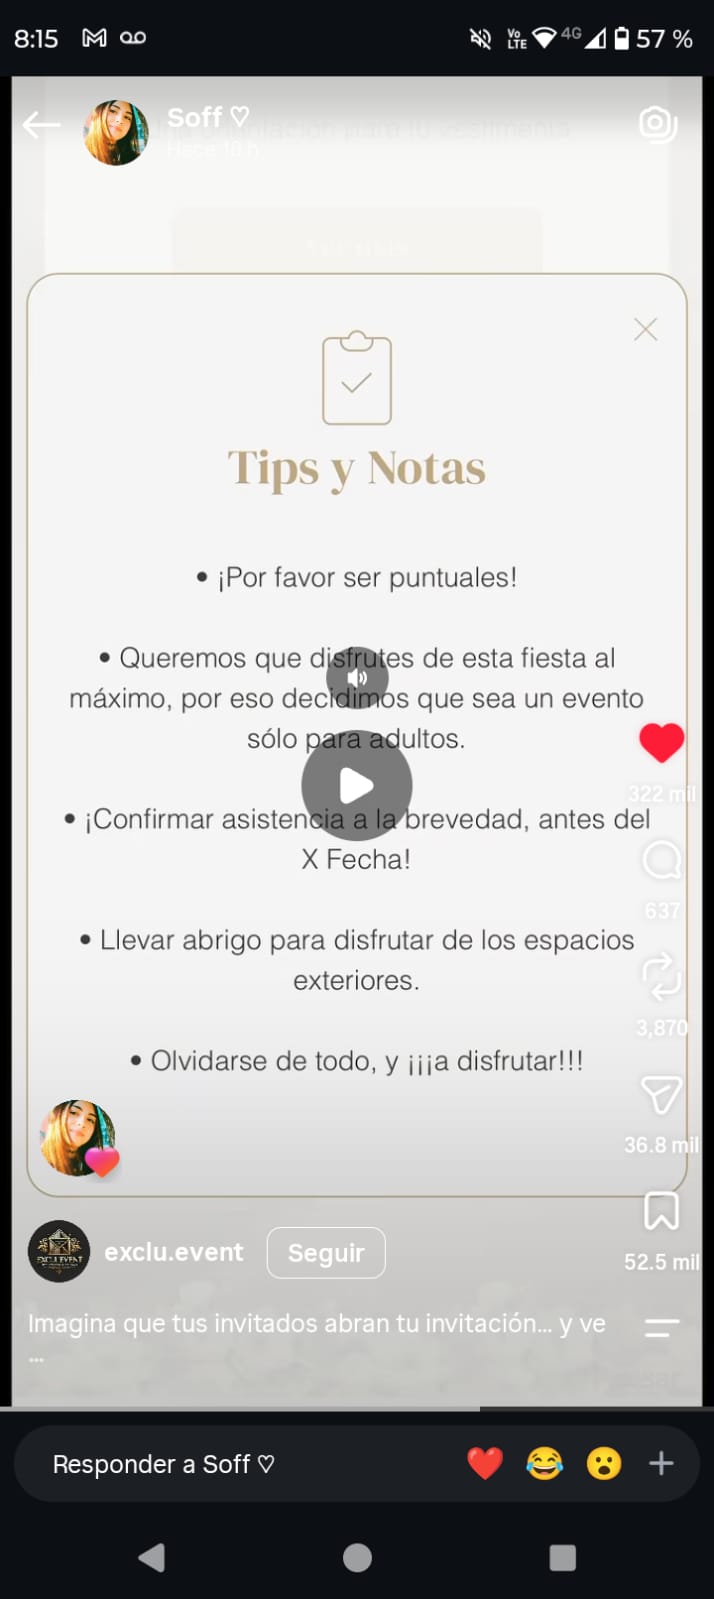 8:15
Vo LTE 4G 57 %
Soff ♡
Hace 18 h
Tips y Notas
• ¡Por favor ser puntuales!
• Queremos que disfrutes de esta fiesta al
máximo, por eso decidimos que sea un evento
sólo para adultos.
• ¡Confirmar asistencia a la brevedad, antes del
X Fecha!
• Llevar abrigo para disfrutar de los espacios
exteriores.
• Olvidarse de todo, y ¡¡¡a disfrutar!!!
322 mil
637
3,870
36.8 mil
52.5 mil
exclu.event
Seguir
Imagina que tus invitados abran tu invitación... y ve
...
Responder a Soff ♡